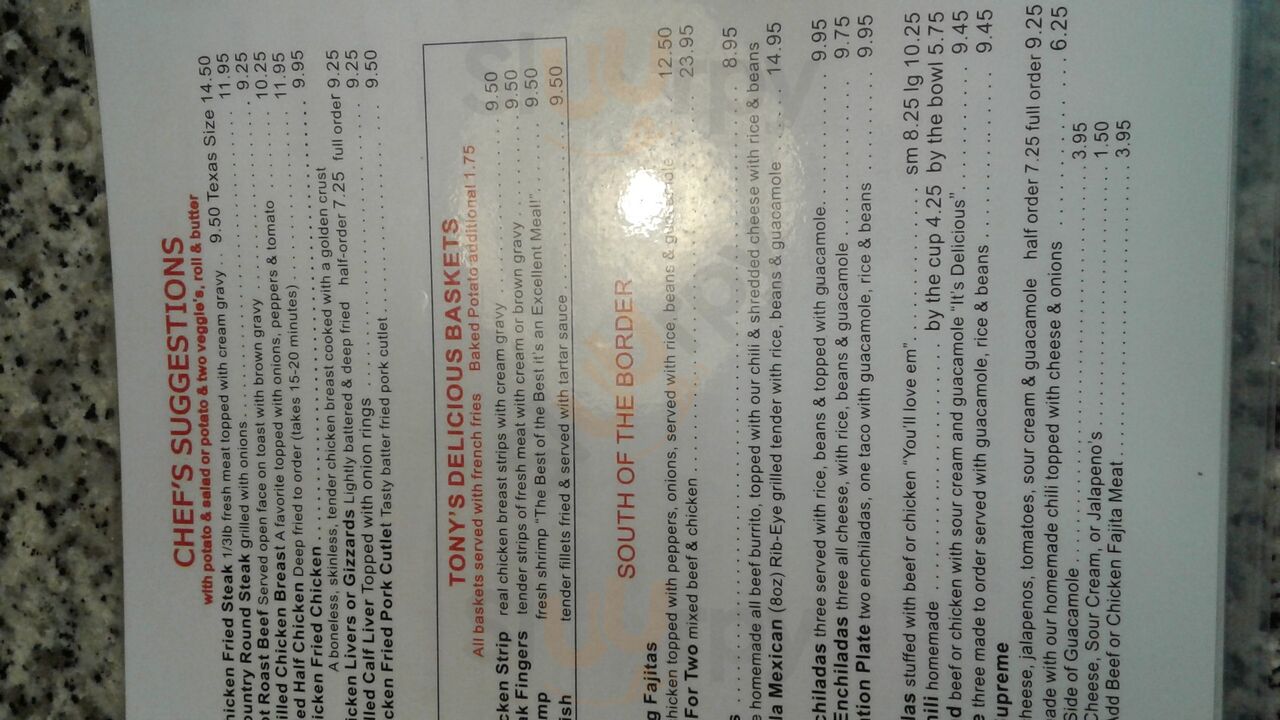 CHEF'S SUGGESTIONS
with potato & salad or potato & two veggie's, roll & butter
hicken Fried Steak 1/3lb fresh meat topped with cream gravy . . 9.50 Texas Size 14.50
ountry Round Steak grilled with onions . . . . . . 11.95
ot Roast Beef Served open face on toast with brown gravy . . . . . . 9.25
illed Chicken Breast A favorite topped with onions, peppers & tomato . . . . . . 10.25
ed Half Chicken Deep fried to order (takes 15-20 minutes) . . . . . . 11.95
icken Fried Chicken . . . . . . 9.95
A boneless, skinless, tender chicken breast cooked with a golden crust
icken Livers or Gizzards Lightly battered & deep fried half-order 7.25 full order 9.25
lled Calf Liver Topped with onion rings . . . . . . 9.25
cken Fried Pork Cutlet Tasty batter fried pork cutlet . . . . . . 9.50
TONY'S DELICIOUS BASKETS
All baskets served with french fries Baked Potato additional 1.75
cken Strip real chicken breast strips with cream gravy . . . . . . 9.50
ak Fingers tender strips of fresh meat with cream or brown gravy . . . . . . 9.50
mp fresh shrimp "The Best of the Best it's an Excellent Meal!" . . . . . . 9.50
ish tender fillets fried & served with tartar sauce . . . . . . 9.50
SOUTH OF THE BORDER
g Fajitas
hicken topped with peppers, onions, served with rice, beans & guacamole . . . . 12.50
For Two mixed beef & chicken . . . . . . 23.95
s . . . . . . 8.95
e homemade all beef burrito, topped with our chili & shredded cheese with rice & beans
la Mexican (8oz) Rib-Eye grilled tender with rice, beans & guacamole . . . . . . 14.95
chiladas three served with rice, beans & topped with guacamole . . . . . . 9.95
Enchiladas three all cheese, with rice, beans & guacamole . . . . . . 9.75
tion Plate two enchiladas, one taco with guacamole, rice & beans . . . . . . 9.95
las stuffed with beef or chicken "You'll love em" . . . . . . sm 8.25 lg 10.25
hili homemade . . . . . . by the cup 4.25 by the bowl 5.75
d beef or chicken with sour cream and guacamole "It's Delicious" . . . . . . 9.45
e three made to order served with guacamole, rice & beans . . . . . . 9.45
upreme
heese, jalapenos, tomatoes, sour cream & guacamole half order 7.25 full order 9.25
ade with our homemade chili topped with cheese & onions . . . . . . 6.25
Side of Guacamole . . . . . . 3.95
Cheese, Sour Cream, or Jalapeno's . . . . . . 1.50
Add Beef or Chicken Fajita Meat . . . . . . 3.95